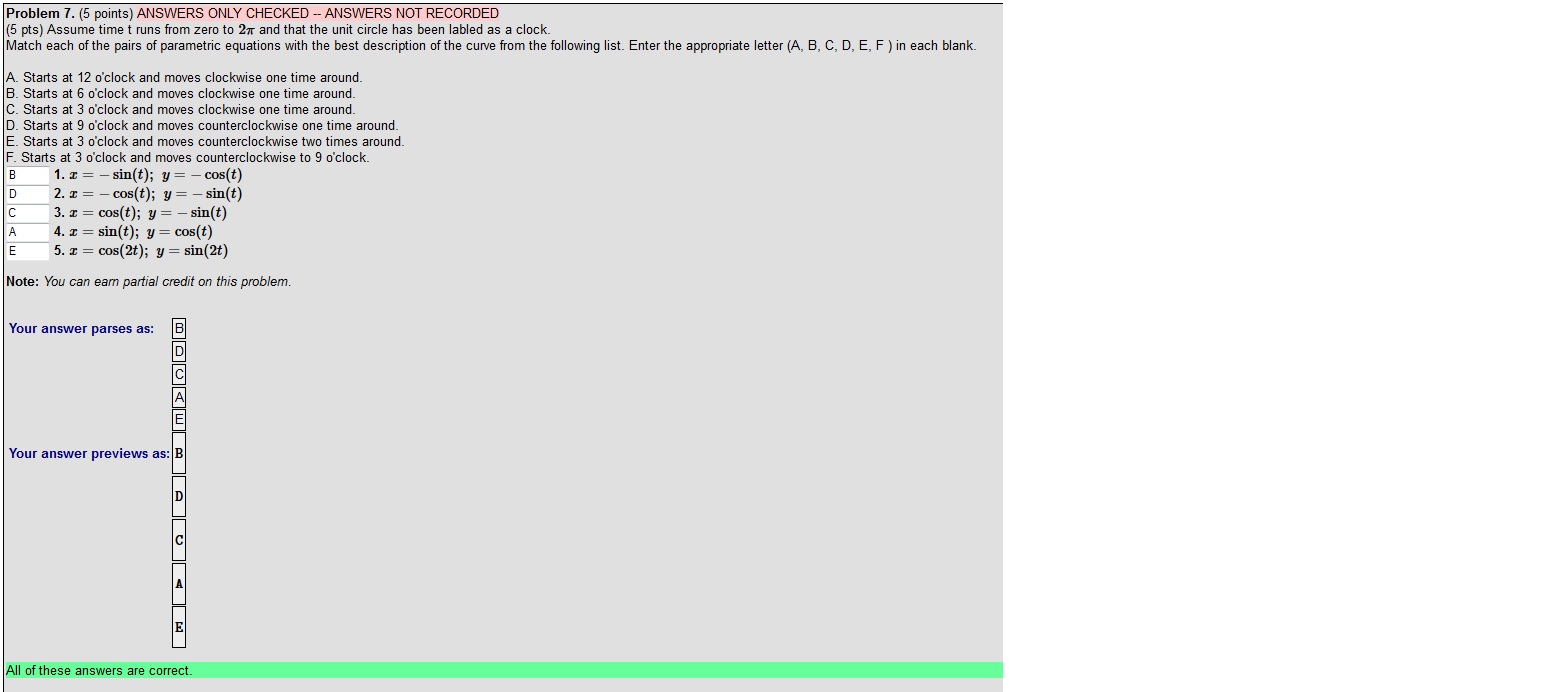 Problem 7. (5 points) ANSWERS ONLY CHECKED -- ANSWERS NOT RECORDED
(5 pts) Assume time t runs from zero to 2π and that the unit circle has been labled as a clock.
Match each of the pairs of parametric equations with the best description of the curve from the following list. Enter the appropriate letter (A, B, C, D, E, F ) in each blank.
A. Starts at 12 o'clock and moves clockwise one time around.
B. Starts at 6 o'clock and moves clockwise one time around.
C. Starts at 3 o'clock and moves clockwise one time around.
D. Starts at 9 o'clock and moves counterclockwise one time around.
E. Starts at 3 o'clock and moves counterclockwise two times around.
F. Starts at 3 o'clock and moves counterclockwise to 9 o'clock.
B 1. x = − sin(t); y = − cos(t)
D 2. x = − cos(t); y = − sin(t)
C 3. x = cos(t); y = − sin(t)
A 4. x = sin(t); y = cos(t)
E 5. x = cos(2t); y = sin(2t)
Note: You can earn partial credit on this problem.
Your answer parses as: B
D
C
A
E
Your answer previews as: B
D
C
A
E
All of these answers are correct.